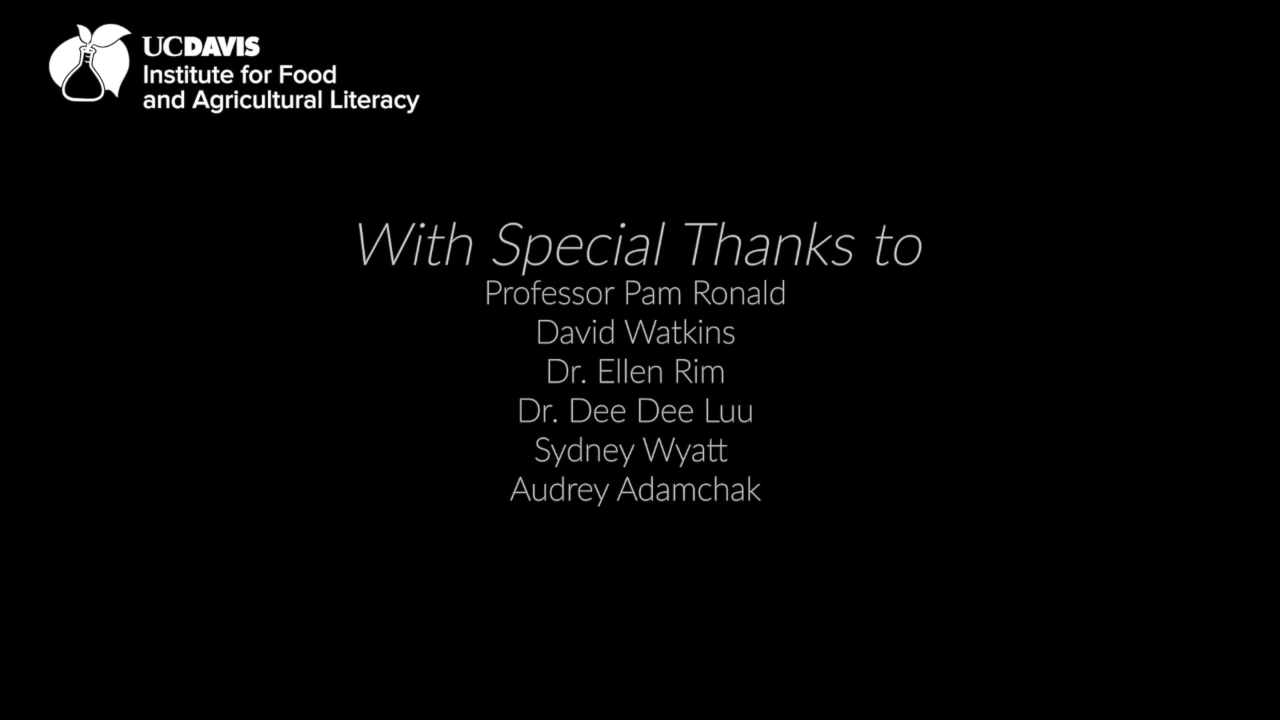 UCDAVIS
Institute for Food
and Agricultural Literacy
With Special Thanks to
Professor Pam Ronald
David Watkins
Dr. Ellen Rim
Dr. Dee Dee Luu
Sydney Wyatt
Audrey Adamchak